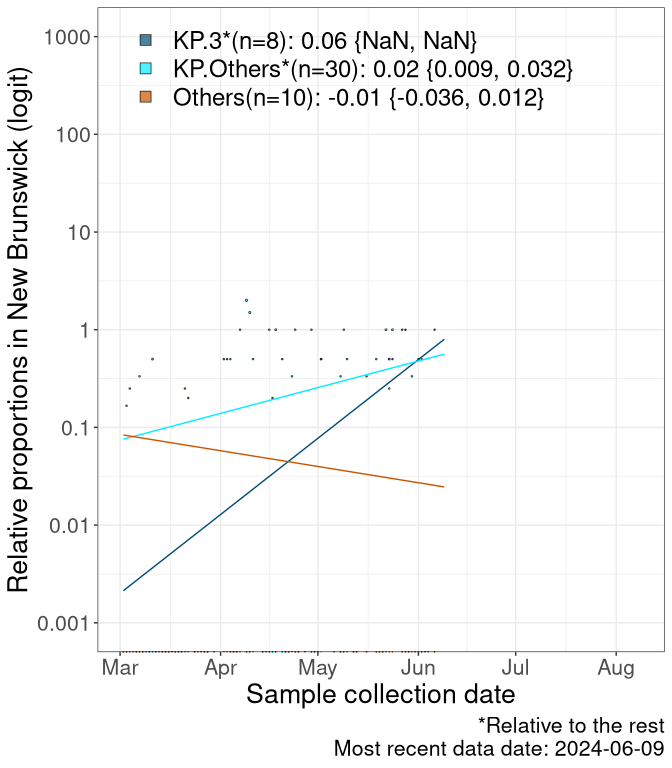 KP.3*(n=8): 0.06 {NaN, NaN}
KP.Others*(n=30): 0.02 {0.009, 0.032}
Others(n=10): -0.01 {-0.036, 0.012}
Relative proportions in New Brunswick (logit)
1000
100
10
1
0.1
0.01
0.001
Mar Apr May Jun Jul Aug
Sample collection date
*Relative to the rest
Most recent data date: 2024-06-09